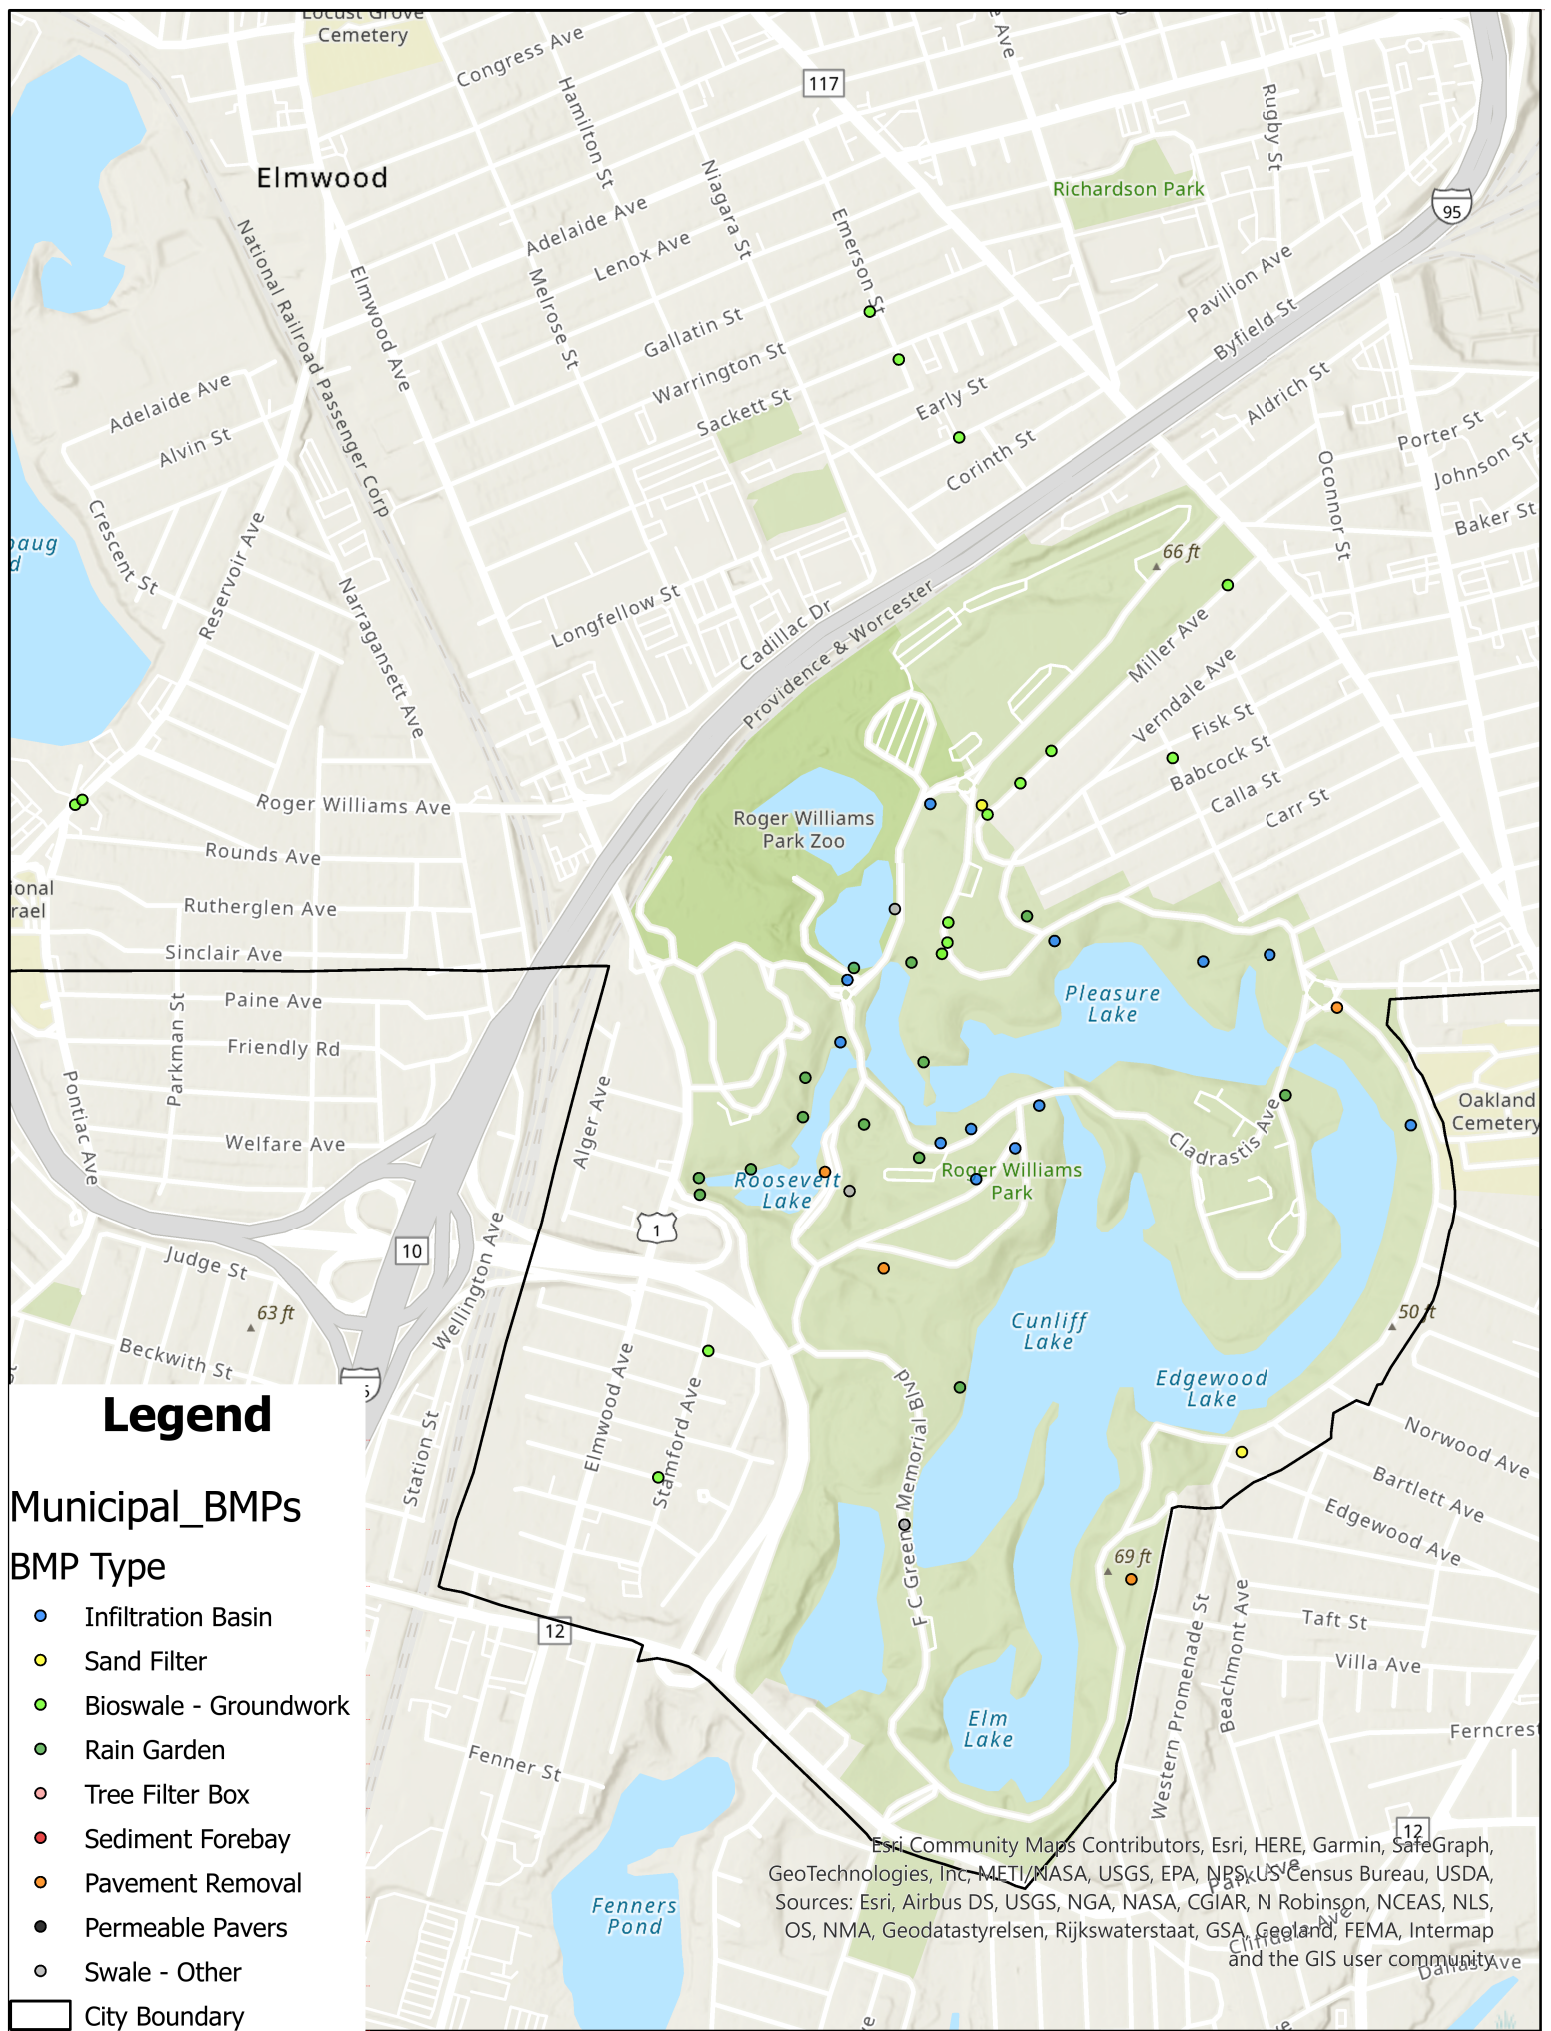 Locust Grove
Cemetery
Congress Ave
e Ave
117
Hamilton St
Rugby St
Elmwood
Niagara St
Richardson Park
95
Adelaide Ave
Emerson St
National Railroad Passenger Corp
Lenox Ave
Elmwood Ave
Melrose St
Pavilion Ave
Byfield St
Gallatin St
Warrington St
Sackett St
Early St
Corinth St
Aldrich St
Adelaide Ave
Alvin St
Porter St
Johnson St
Oconnor St
Baker St
Crescent St
Reservoir Ave
aug
d
66 ft
Narragansett Ave
Longfellow St
Cadillac Dr
Providence & Worcester
Miller Ave
Verndale Ave
Fisk St
Babcock St
Calla St
Carr St
Roger Williams Ave
Roger Williams
Park Zoo
Rounds Ave
ional
rael
Rutherglen Ave
Sinclair Ave
Paine Ave
Parkman St
Friendly Rd
Pleasure
Lake
Pontiac Ave
Alger Ave
Welfare Ave
Oakland
Cemetery
Cladrastis Ave
Roosevelt
Lake
Roger Williams
Park
1
10
Judge St
Wellington Ave
63 ft
50 ft
Beckwith St
Cunliff
Lake
Edgewood
Lake
Elmwood Ave
Stamford Ave
Station St
F C Greene Memorial Blvd
Norwood Ave
Bartlett Ave
Edgewood Ave
69 ft
12
Taft St
Villa Ave
Western Promenade St
Beachmont Ave
Elm
Lake
Ferncrest
Fenner St
12
Fenners
Pond
Park Ave
Cliffdale Ave
Dallas Ave
Legend
Municipal_BMPs
BMP Type
Infiltration Basin
Sand Filter
Bioswale - Groundwork
Rain Garden
Tree Filter Box
Sediment Forebay
Pavement Removal
Permeable Pavers
Swale - Other
City Boundary
Esri Community Maps Contributors, Esri, HERE, Garmin, SafeGraph,
GeoTechnologies, Inc, METI/NASA, USGS, EPA, NPS, US Census Bureau, USDA,
Sources: Esri, Airbus DS, USGS, NGA, NASA, CGIAR, N Robinson, NCEAS, NLS,
OS, NMA, Geodatastyrelsen, Rijkswaterstaat, GSA, Geoland, FEMA, Intermap
and the GIS user community